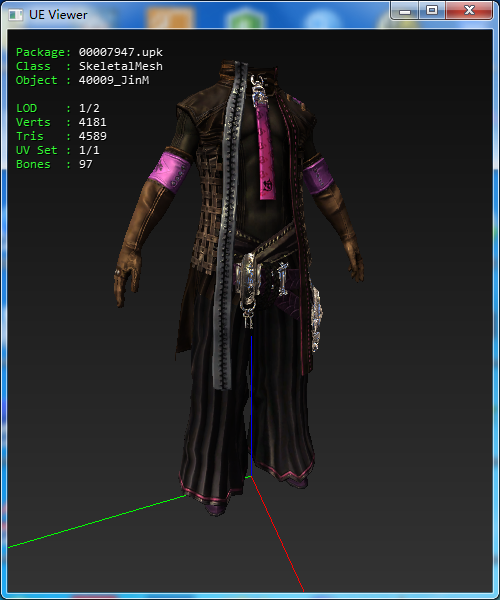 UE Viewer
Package: 00007947.upk
Class : SkeletalMesh
Object : 40009_JinM
LOD : 1/2
Verts : 4181
Tris : 4589
UV Set : 1/1
Bones : 97